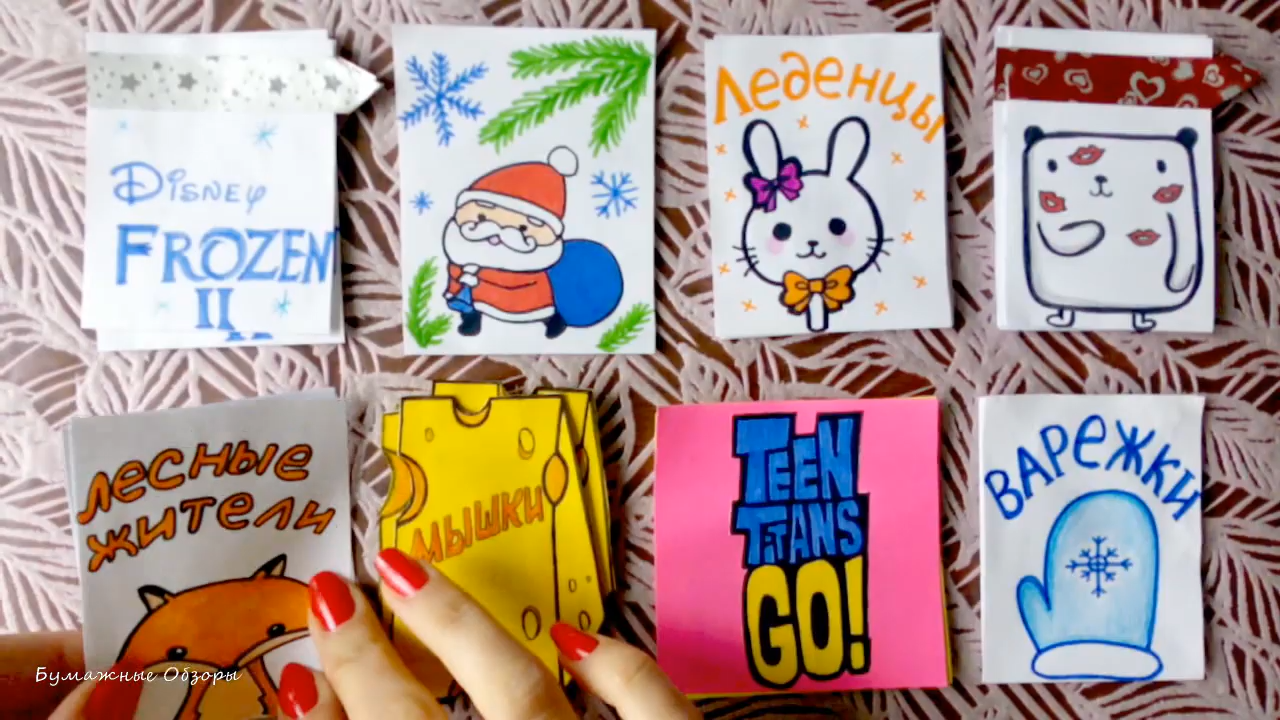 Disney
FROZEN
II
Леденцы
лесные
жители
мышки
TEEN
TITANS
GO!
ВАРЕЖКИ
Бумажные Обзоры